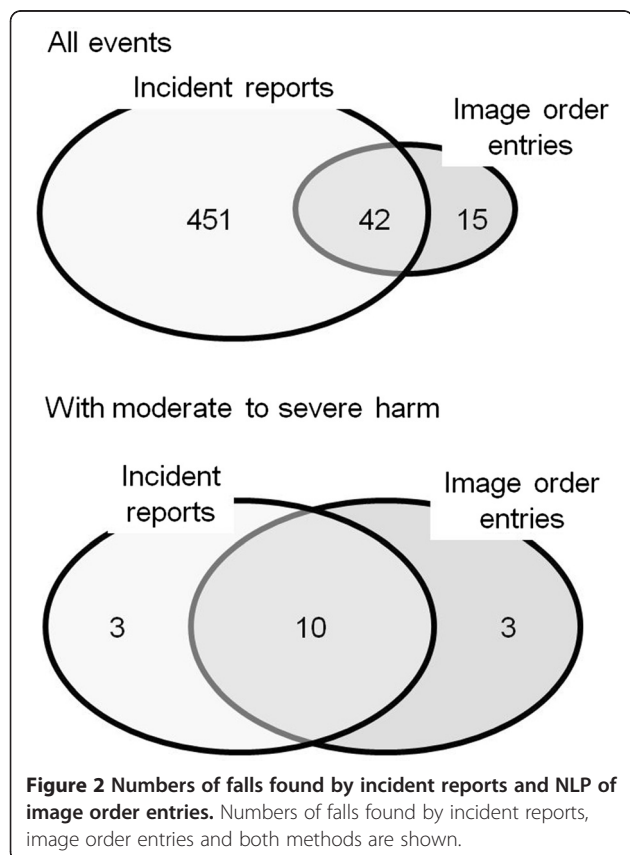 All events
Incident reports
Image order
entries
451
42
15
With moderate to severe harm
Incident
reports
Image order
entries
3
10
3
Figure 2 Numbers of falls found by incident reports and NLP of
image order entries. Numbers of falls found by incident reports,
image order entries and both methods are shown.